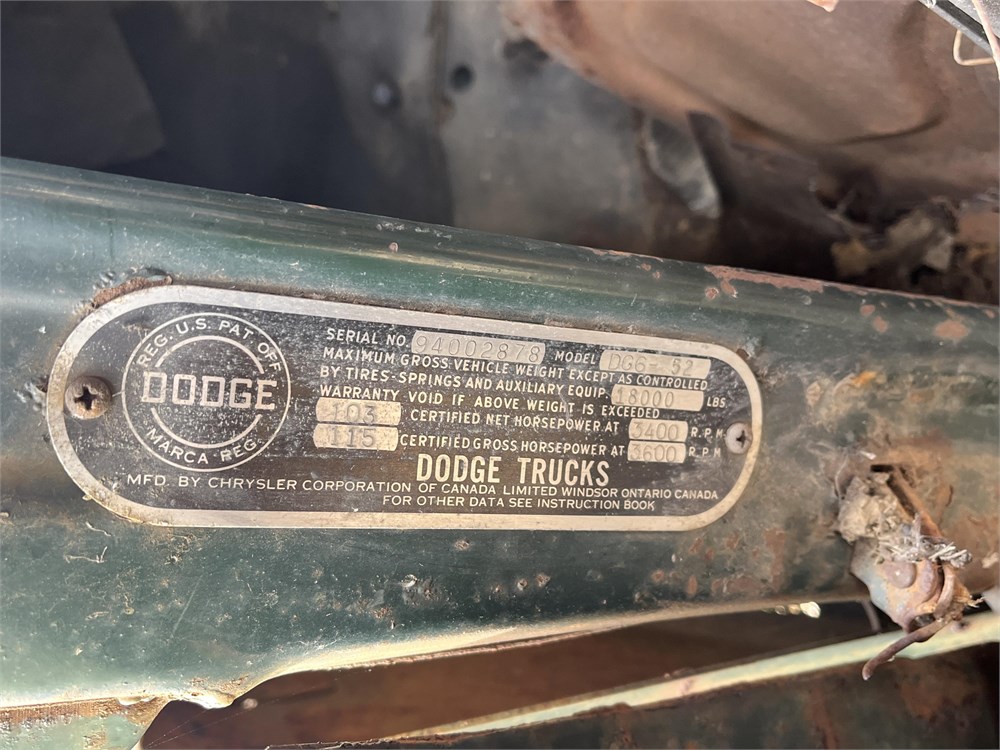 REG. U.S. PAT. OFF.
DODGE
MARCA REG.
SERIAL NO 94002878 MODEL DG6-52
MAXIMUM GROSS VEHICLE WEIGHT EXCEPT AS CONTROLLED
BY TIRES-SPRINGS AND AUXILIARY EQUIP. 18000 LBS.
WARRANTY VOID IF ABOVE WEIGHT IS EXCEEDED
103 CERTIFIED NET HORSEPOWER AT 3400 R.P.M.
115 CERTIFIED GROSS HORSEPOWER AT 3600 R.P.M.
DODGE TRUCKS
MFD. BY CHRYSLER CORPORATION OF CANADA LIMITED WINDSOR ONTARIO CANADA
FOR OTHER DATA SEE INSTRUCTION BOOK